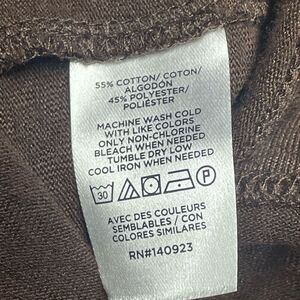 55% COTTON/ COTON/
ALGODÓN
45% POLYESTER/
POLIÉSTER
MACHINE WASH COLD
WITH LIKE COLORS
ONLY NON-CHLORINE
BLEACH WHEN NEEDED
TUMBLE DRY LOW
COOL IRON WHEN NEEDED
30 P
AVEC DES COULEURS
SEMBLABLES / CON
COLORES SIMILARES
RN#140923